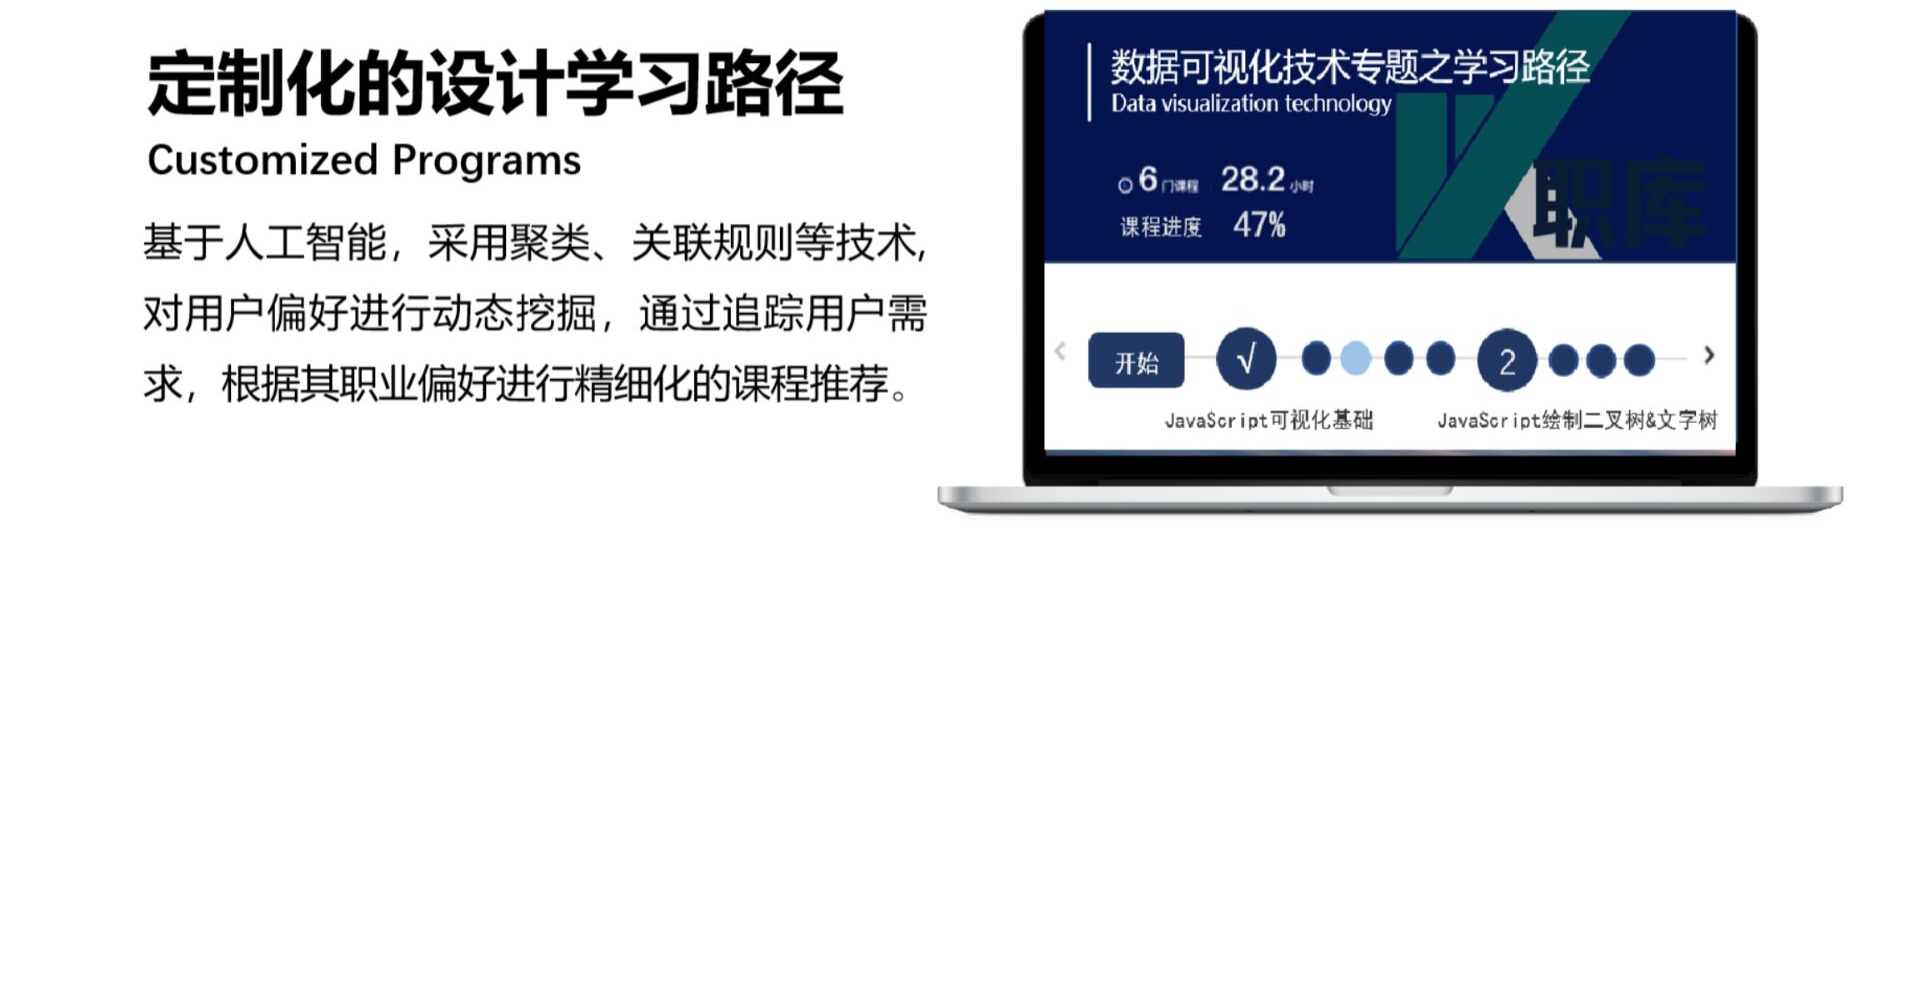 定制化的设计学习路径
Customized Programs
基于人工智能，采用聚类、关联规则等技术,
对用户偏好进行动态挖掘，通过追踪用户需
求，根据其职业偏好进行精细化的课程推荐。
数据可视化技术专题之学习路径
Data visualization technology
6门课程 28.2小时
课程进度 47%
职库
开始 √ 2
JavaScript可视化基础 JavaScript绘制二叉树&文字树